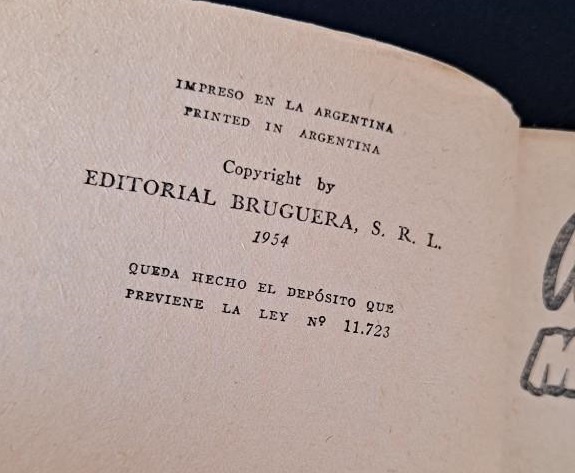 IMPRESO EN LA ARGENTINA
PRINTED IN ARGENTINA
Copyright by
EDITORIAL BRUGUERA, S. R. L.
1954
QUEDA HECHO EL DEPÓSITO QUE
PREVIENE LA LEY Nº 11.723